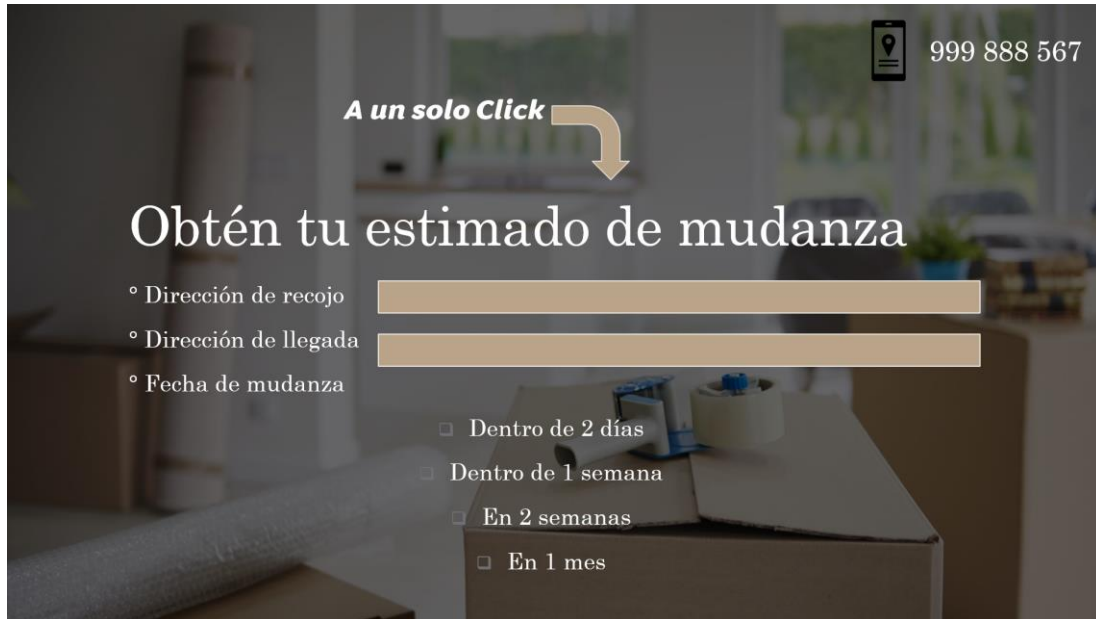 999 888 567
A un solo Click
Obtén tu estimado de mudanza
° Dirección de recojo
° Dirección de llegada
° Fecha de mudanza
Dentro de 2 días
Dentro de 1 semana
En 2 semanas
En 1 mes